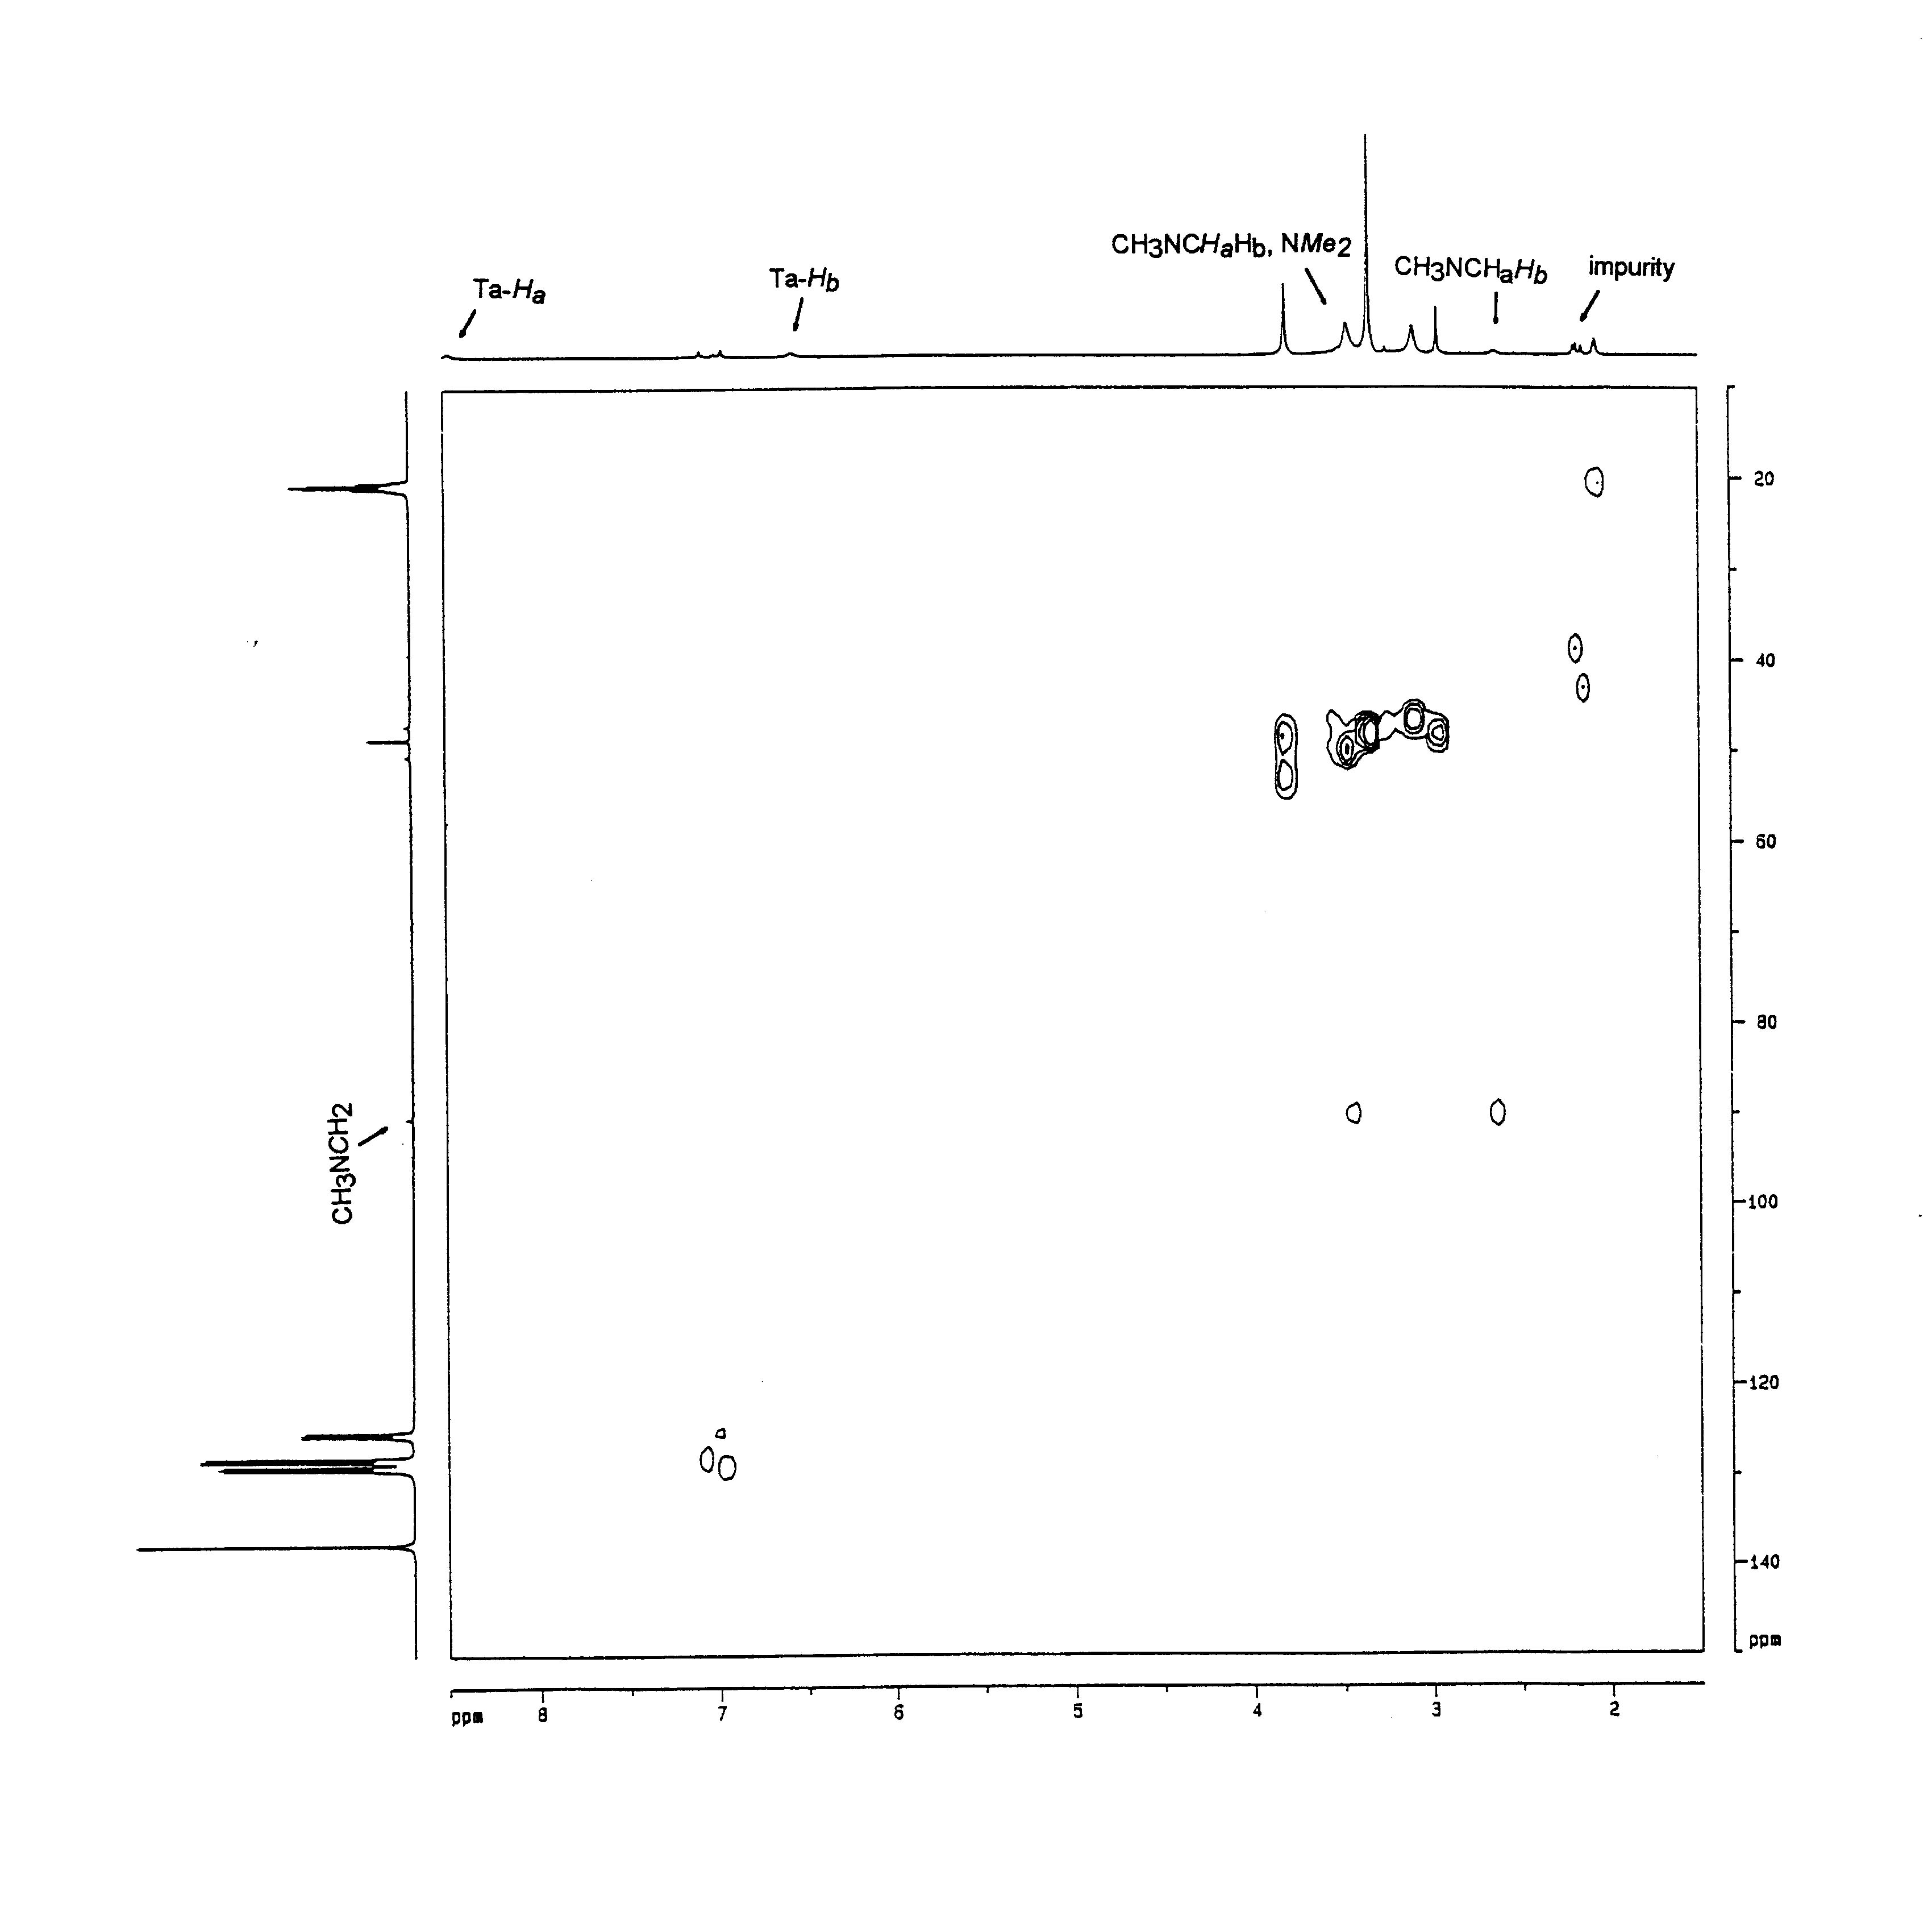 CH3NCHaHb, NMe2
CH3NCHaHb
impurity
Ta-Hb
Ta-Ha
20
40
60
80
CH3NCH2
100
120
140
ppm
ppm 8 7 6 5 4 3 2